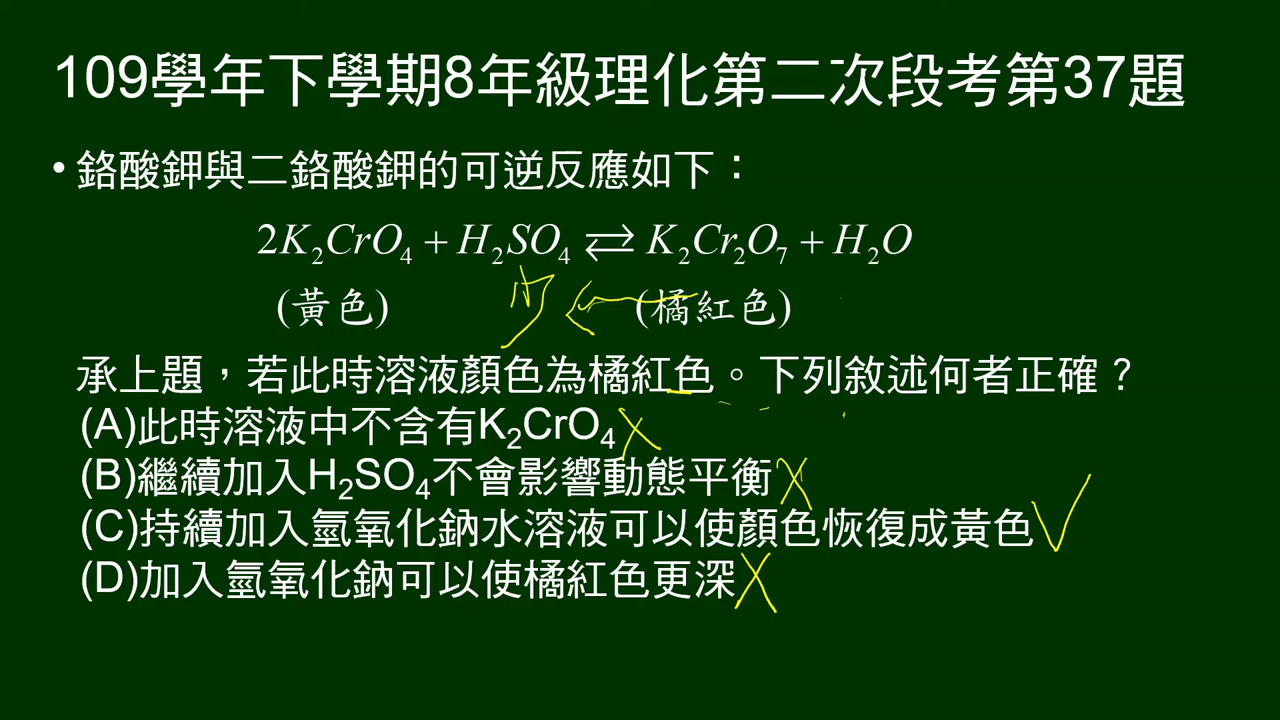 109學年下學期8年級理化第二次段考第37題
• 鉻酸鉀與二鉻酸鉀的可逆反應如下：
2K₂CrO₄ + H₂SO₄ ⇄ K₂Cr₂O₇ + H₂O
(黃色) (橘紅色)
承上題，若此時溶液顏色為橘紅色。下列敘述何者正確？
(A)此時溶液中不含有K₂CrO₄
(B)繼續加入H₂SO₄不會影響動態平衡
(C)持續加入氫氧化鈉水溶液可以使顏色恢復成黃色
(D)加入氫氧化鈉可以使橘紅色更深